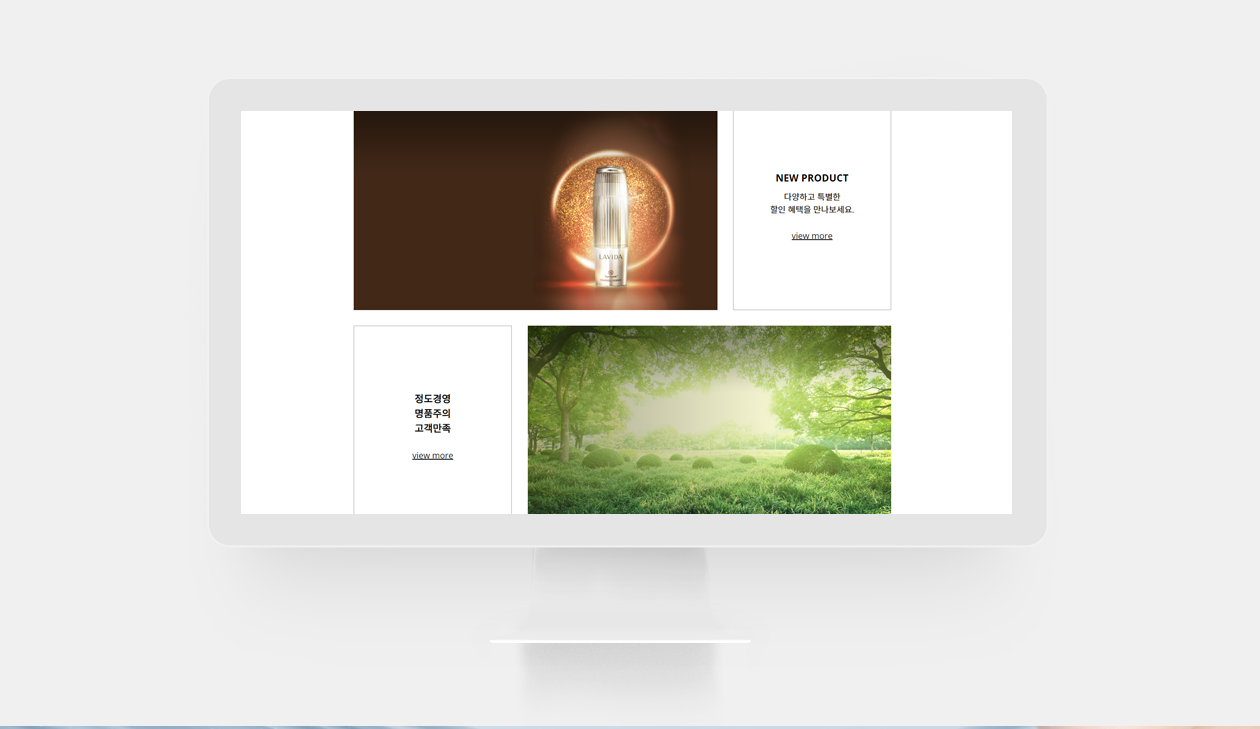 LAVIDA
NEW PRODUCT
다양하고 특별한
할인 혜택을 만나보세요.
view more
정도경영
명품주의
고객만족
view more